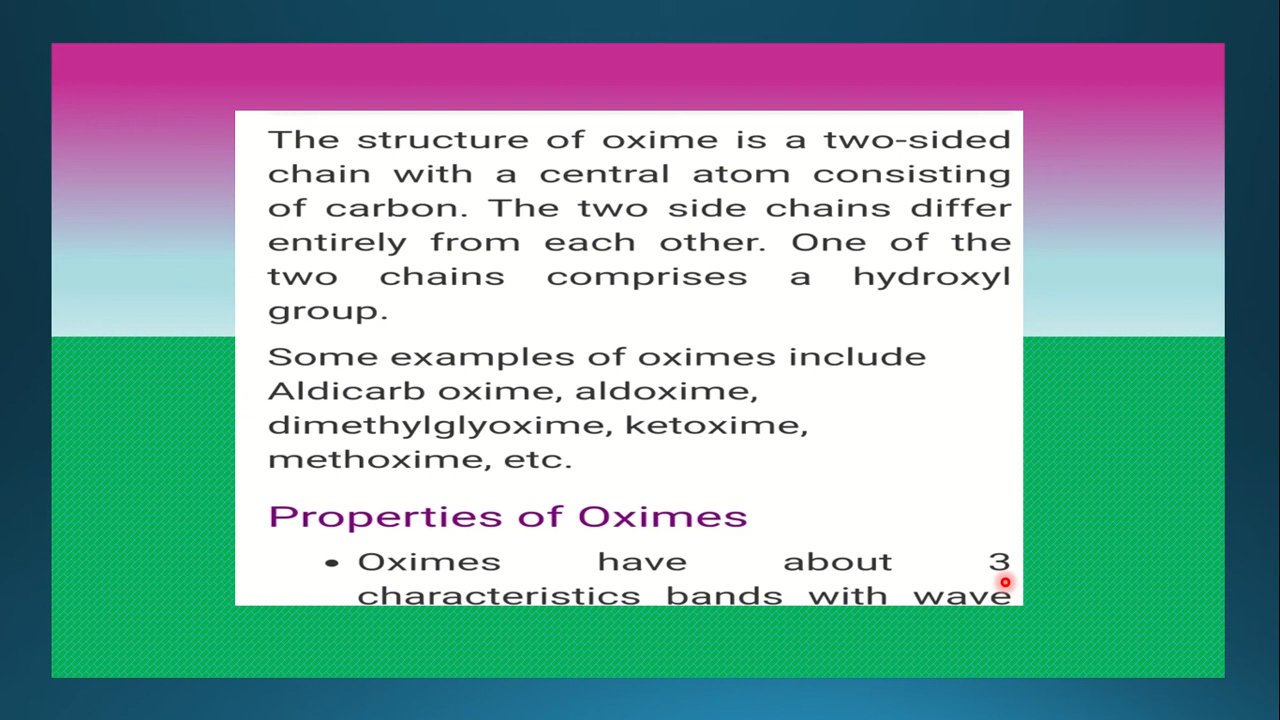 The structure of oxime is a two-sided
chain with a central atom consisting
of carbon. The two side chains differ
entirely from each other. One of the
two chains comprises a hydroxyl
group.
Some examples of oximes include
Aldicarb oxime, aldoxime,
dimethylglyoxime, ketoxime,
methoxime, etc.
Properties of Oximes
• Oximes have about 3
characteristics bands with wave